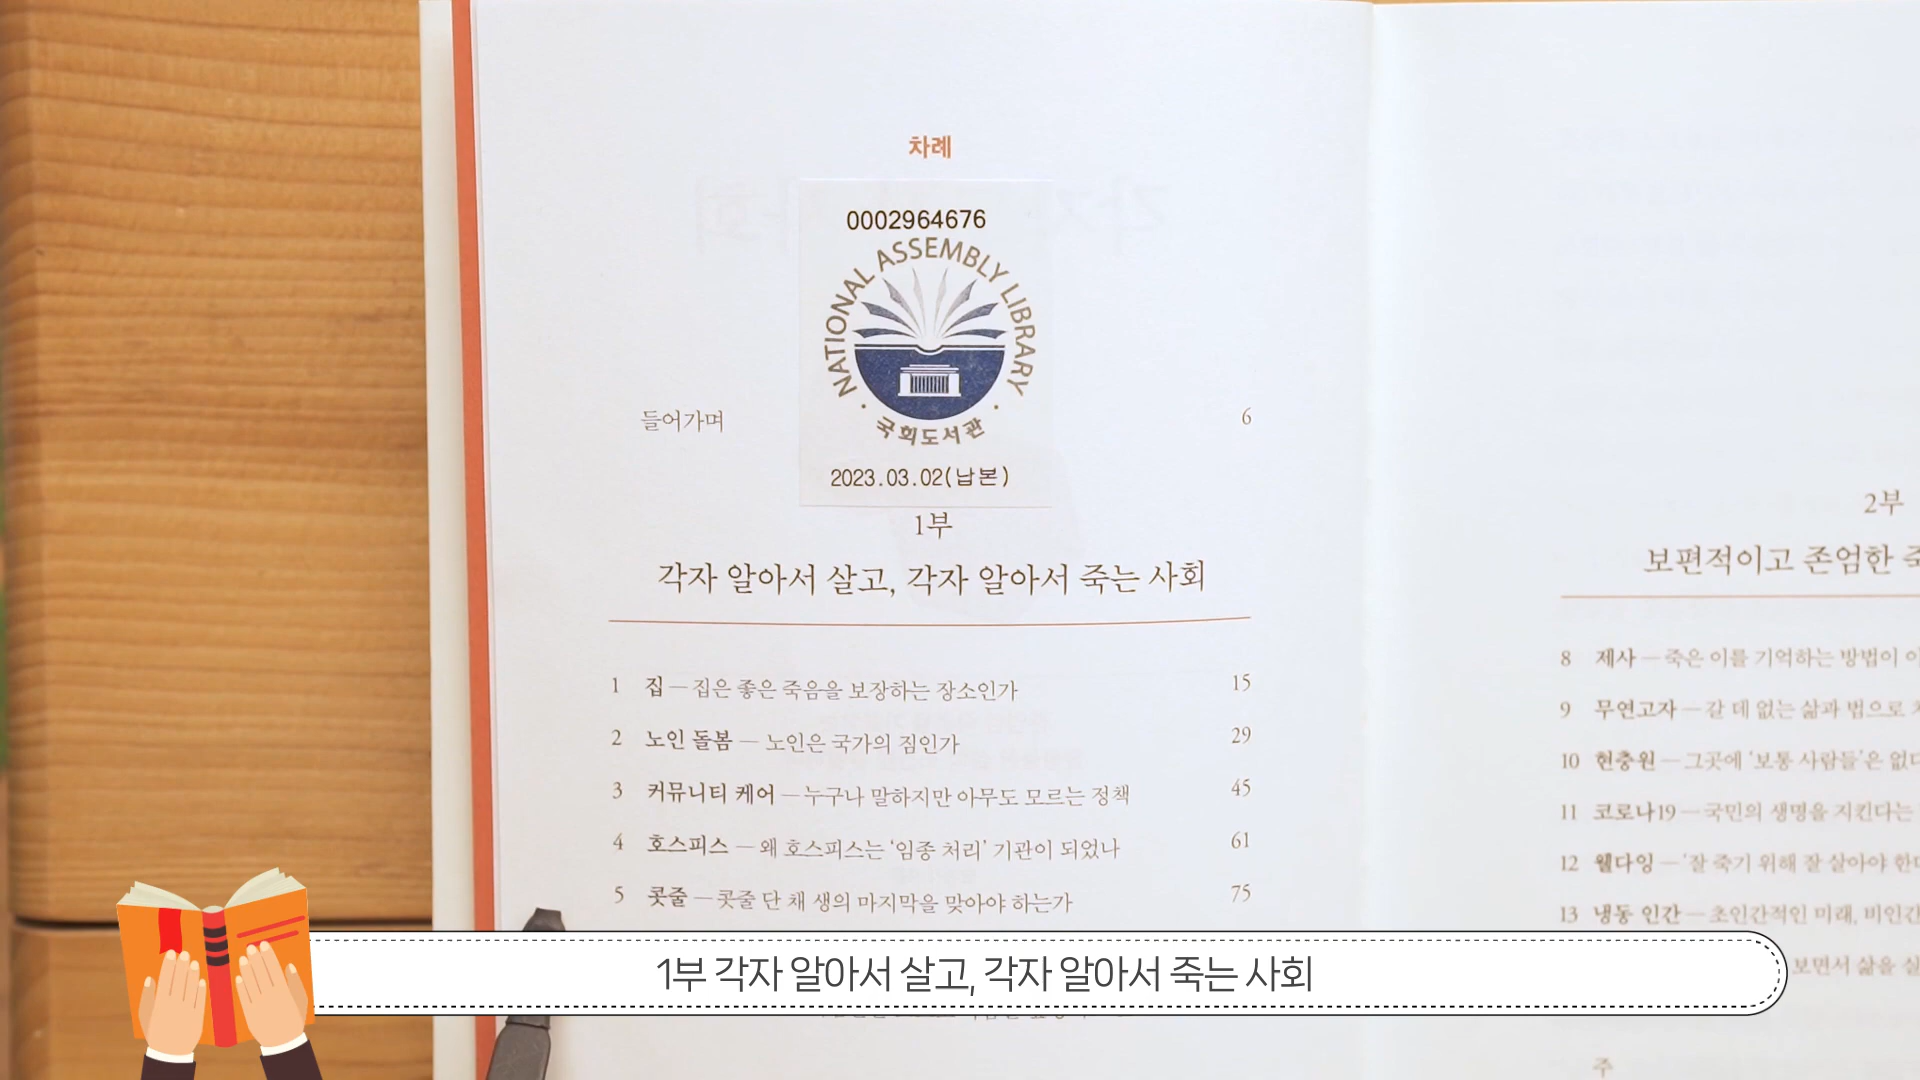 차례
0002964676
NATIONAL ASSEMBLY LIBRARY
국회도서관
2023.03.02(납본)
들어가며 6
1부
각자 알아서 살고, 각자 알아서 죽는 사회
1 집 — 집은 좋은 죽음을 보장하는 장소인가 15
2 노인 돌봄 — 노인은 국가의 짐인가 29
3 커뮤니티 케어 — 누구나 말하지만 아무도 모르는 정책 45
4 호스피스 — 왜 호스피스는 ‘임종 처리’ 기관이 되었나 61
5 콧줄 — 콧줄 단 채 생의 마지막을 맞아야 하는가 75
2부
보편적이고 존엄한
8 제사 — 죽은 이를 기억하는 방법이
9 무연고자 — 갈 데 없는 삶과 법으로
10 현충원 — 그곳에 ‘보통 사람들’은
11 코로나19 — 국민의 생명을 지킨다는
12 웰다잉 — ‘잘 죽기 위해 잘 살아야
13 냉동 인간 — 초인간적인 미래,
보면서 삶을
주
1부 각자 알아서 살고, 각자 알아서 죽는 사회